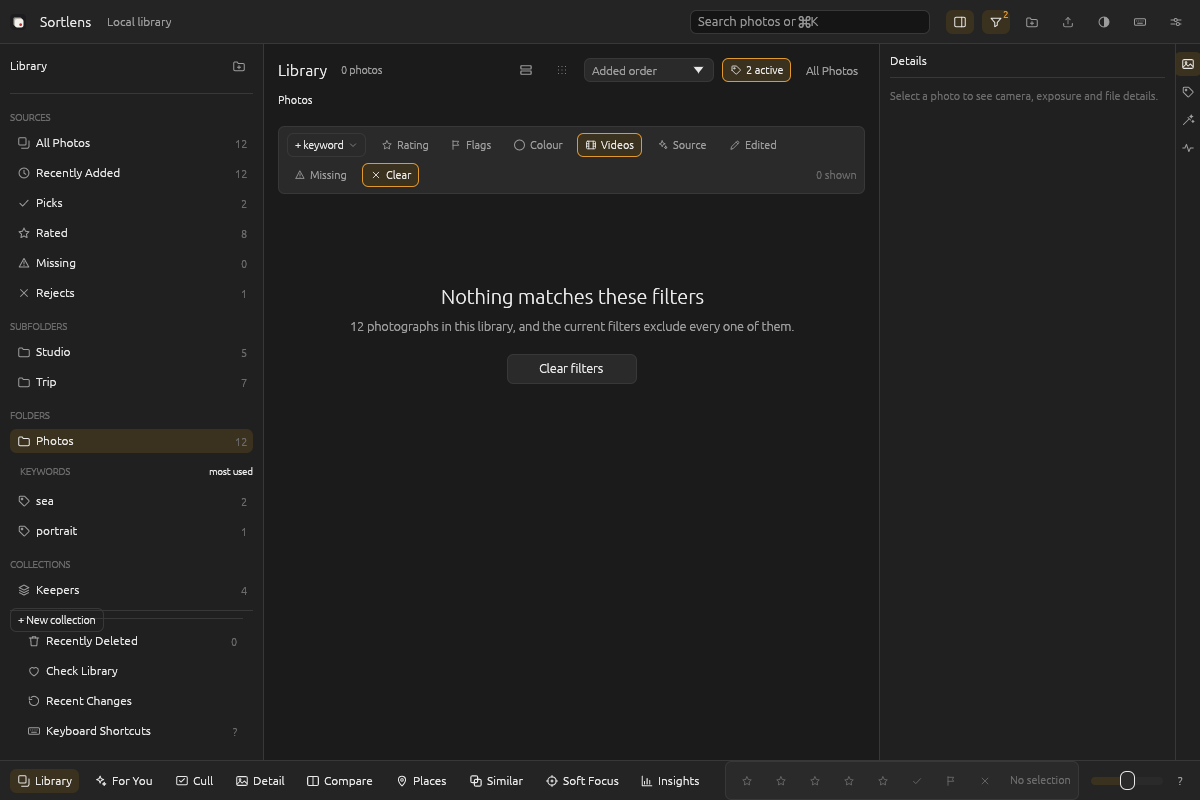 Sortlens Local library
Search photos or ⌘K
2
Library
SOURCES
All Photos 12
Recently Added 12
Picks 2
Rated 8
Missing 0
Rejects 1
SUBFOLDERS
Studio 5
Trip 7
FOLDERS
Photos 12
KEYWORDS most used
sea 2
portrait 1
COLLECTIONS
Keepers 4
+ New collection
Recently Deleted 0
Check Library
Recent Changes
Keyboard Shortcuts ?
Library 0 photos
Added order
2 active
All Photos
Photos
+ keyword Rating Flags Colour Videos Source Edited
Missing Clear 0 shown
Nothing matches these filters
12 photographs in this library, and the current filters exclude every one of them.
Clear filters
Details
Select a photo to see camera, exposure and file details.
Library For You Cull Detail Compare Places Similar Soft Focus Insights No selection ?